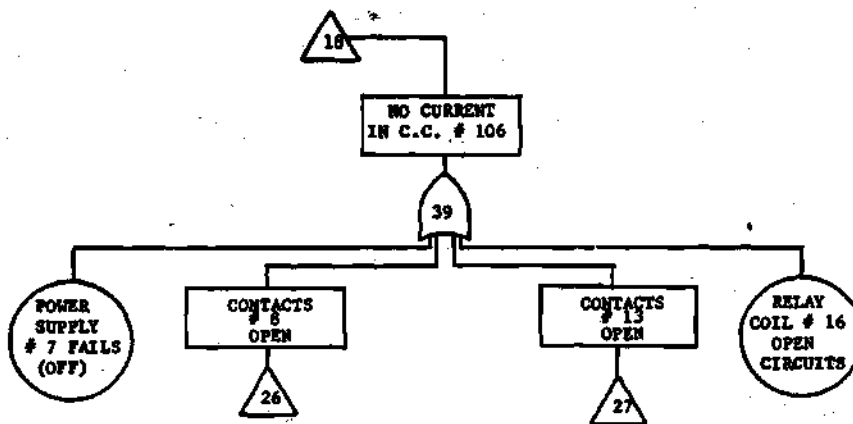 18
NO CURRENT
IN C.C. # 106
39
POWER
SUPPLY
# 7 FAILS
(OFF)
CONTACTS
# 8
OPEN
CONTACTS
# 13
OPEN
RELAY
COIL # 16
OPEN
CIRCUITS
26
27